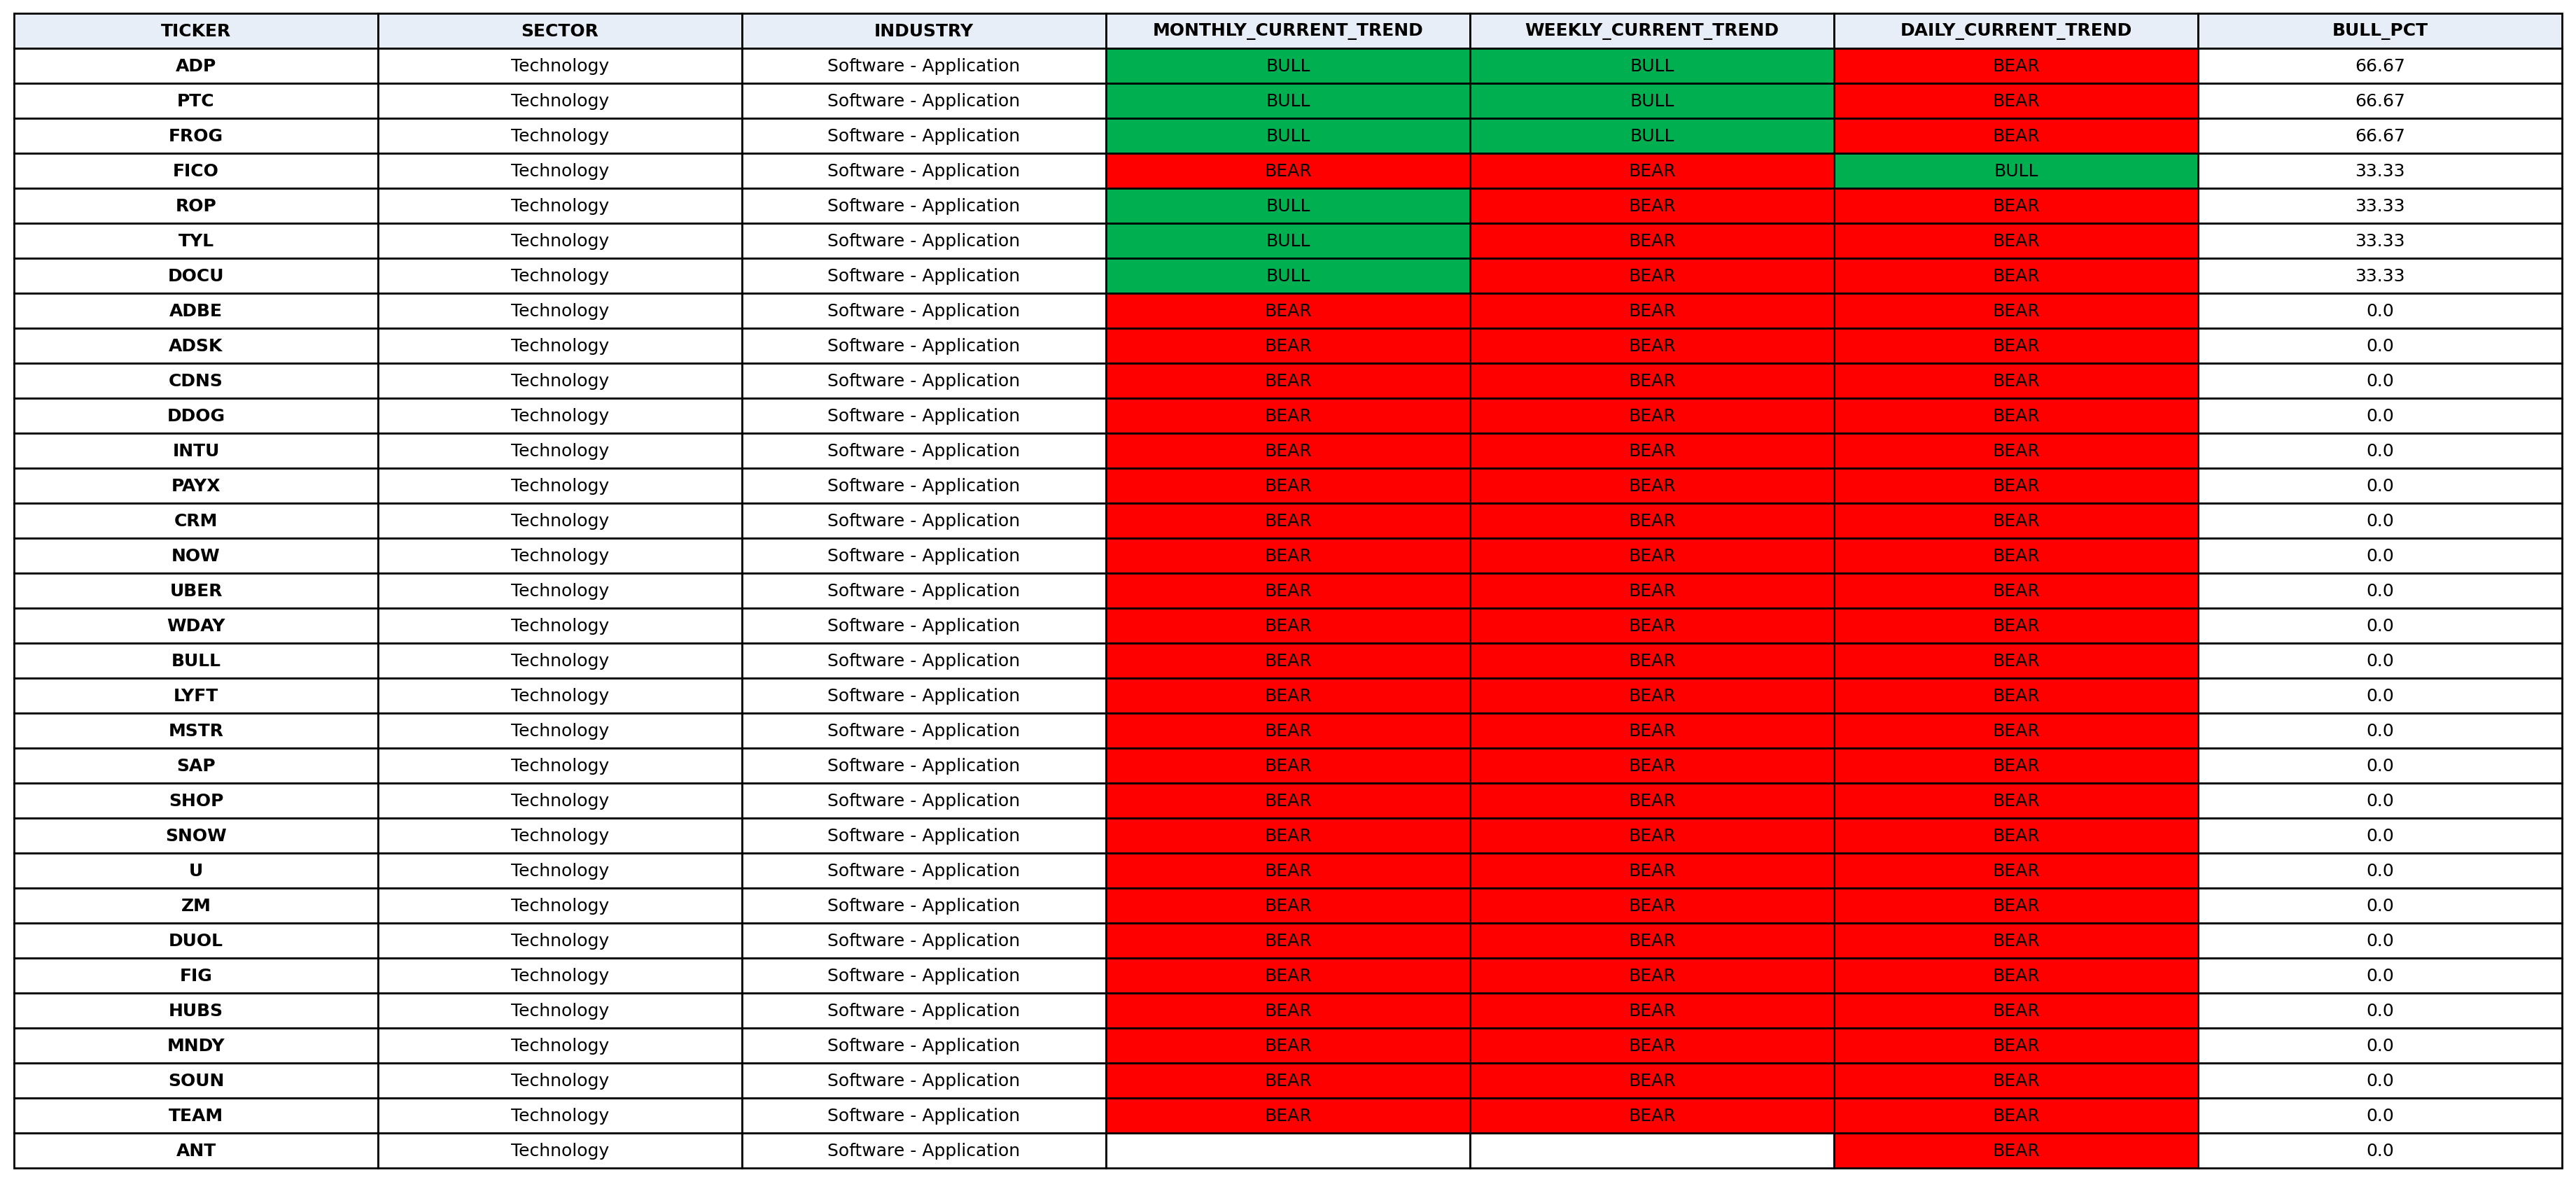 TICKER SECTOR INDUSTRY MONTHLY_CURRENT_TREND WEEKLY_CURRENT_TREND DAILY_CURRENT_TREND BULL_PCT
ADP Technology Software - Application BULL BULL BEAR 66.67
PTC Technology Software - Application BULL BULL BEAR 66.67
FROG Technology Software - Application BULL BULL BEAR 66.67
FICO Technology Software - Application BEAR BEAR BULL 33.33
ROP Technology Software - Application BULL BEAR BEAR 33.33
TYL Technology Software - Application BULL BEAR BEAR 33.33
DOCU Technology Software - Application BULL BEAR BEAR 33.33
ADBE Technology Software - Application BEAR BEAR BEAR 0.0
ADSK Technology Software - Application BEAR BEAR BEAR 0.0
CDNS Technology Software - Application BEAR BEAR BEAR 0.0
DDOG Technology Software - Application BEAR BEAR BEAR 0.0
INTU Technology Software - Application BEAR BEAR BEAR 0.0
PAYX Technology Software - Application BEAR BEAR BEAR 0.0
CRM Technology Software - Application BEAR BEAR BEAR 0.0
NOW Technology Software - Application BEAR BEAR BEAR 0.0
UBER Technology Software - Application BEAR BEAR BEAR 0.0
WDAY Technology Software - Application BEAR BEAR BEAR 0.0
BULL Technology Software - Application BEAR BEAR BEAR 0.0
LYFT Technology Software - Application BEAR BEAR BEAR 0.0
MSTR Technology Software - Application BEAR BEAR BEAR 0.0
SAP Technology Software - Application BEAR BEAR BEAR 0.0
SHOP Technology Software - Application BEAR BEAR BEAR 0.0
SNOW Technology Software - Application BEAR BEAR BEAR 0.0
U Technology Software - Application BEAR BEAR BEAR 0.0
ZM Technology Software - Application BEAR BEAR BEAR 0.0
DUOL Technology Software - Application BEAR BEAR BEAR 0.0
FIG Technology Software - Application BEAR BEAR BEAR 0.0
HUBS Technology Software - Application BEAR BEAR BEAR 0.0
MNDY Technology Software - Application BEAR BEAR BEAR 0.0
SOUN Technology Software - Application BEAR BEAR BEAR 0.0
TEAM Technology Software - Application BEAR BEAR BEAR 0.0
ANT Technology Software - Application BEAR 0.0